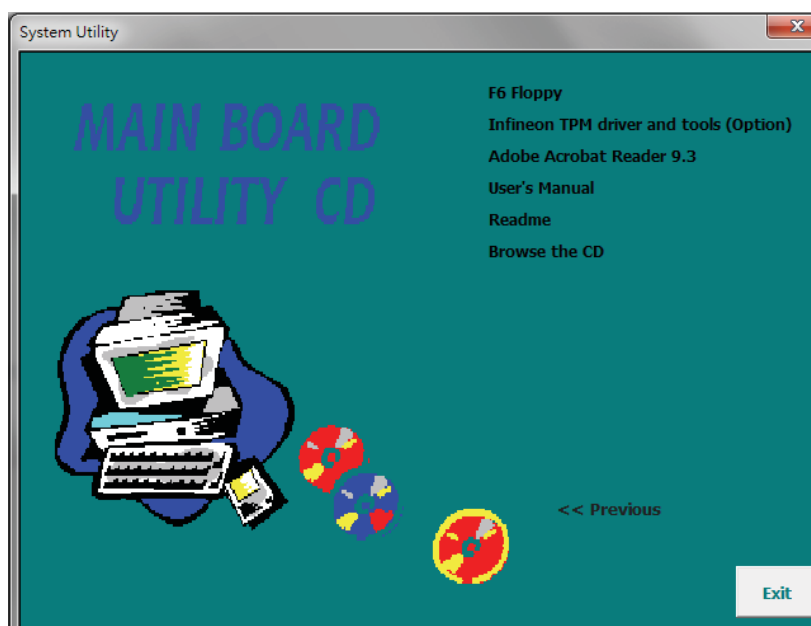 System Utility
MAIN BOARD
UTILITY CD
F6 Floppy
Infineon TPM driver and tools (Option)
Adobe Acrobat Reader 9.3
User's Manual
Readme
Browse the CD
<< Previous
Exit